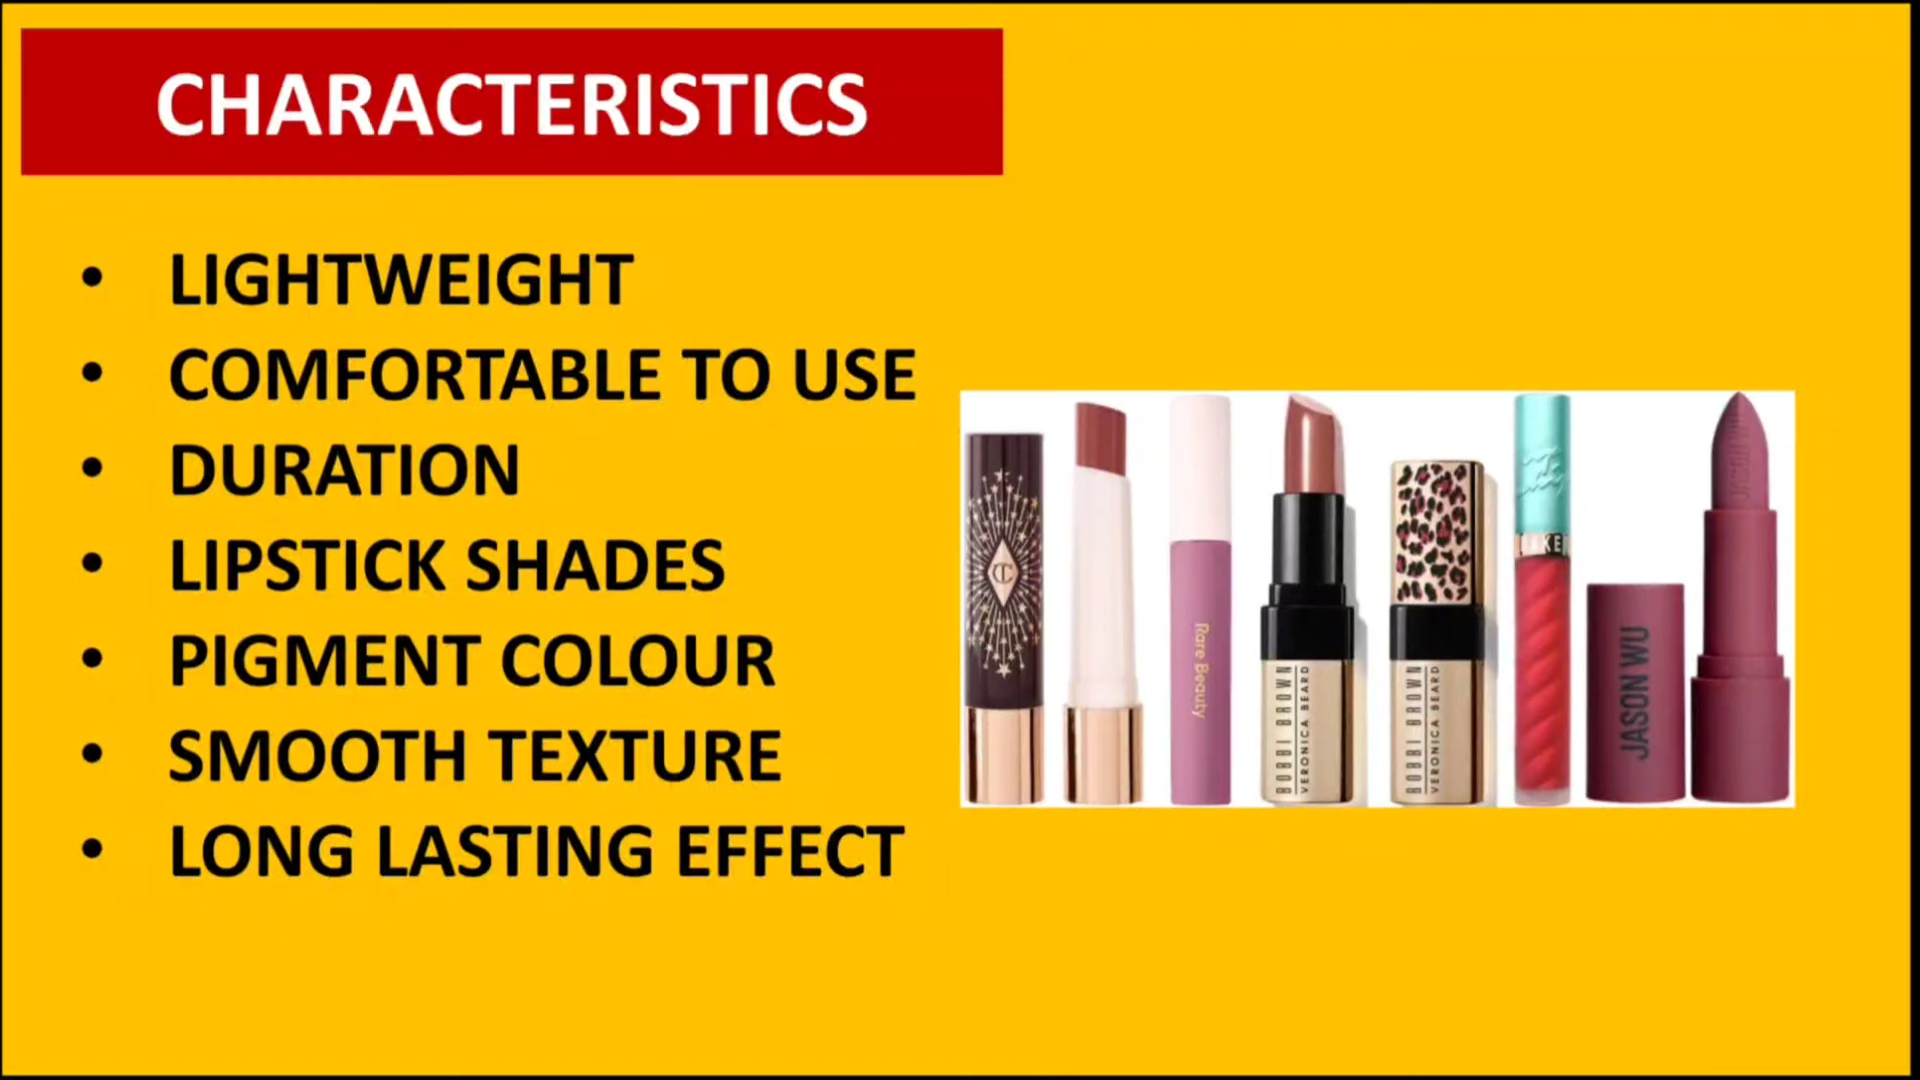 CHARACTERISTICS
• LIGHTWEIGHT
• COMFORTABLE TO USE
• DURATION
• LIPSTICK SHADES
• PIGMENT COLOUR
• SMOOTH TEXTURE
• LONG LASTING EFFECT
CT
Rare Beauty
BOBBI BROWN
VERONICA BEARD
BOBBI BROWN
VERONICA BEARD
JASON WU